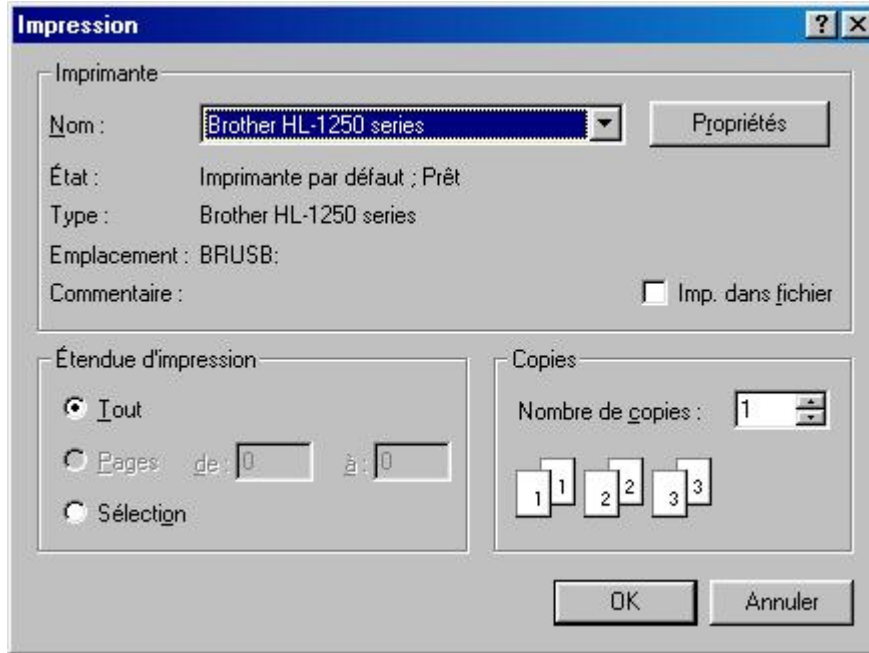 Impression
Imprimante
Nom : Brother HL-1250 series Propriétés
État : Imprimante par défaut ; Prêt
Type : Brother HL-1250 series
Emplacement : BRUSB:
Commentaire : Imp. dans fichier
Étendue d'impression
Tout
Pages de : 0 à : 0
Sélection
Copies
Nombre de copies : 1
1 1 2 2 3 3
OK Annuler